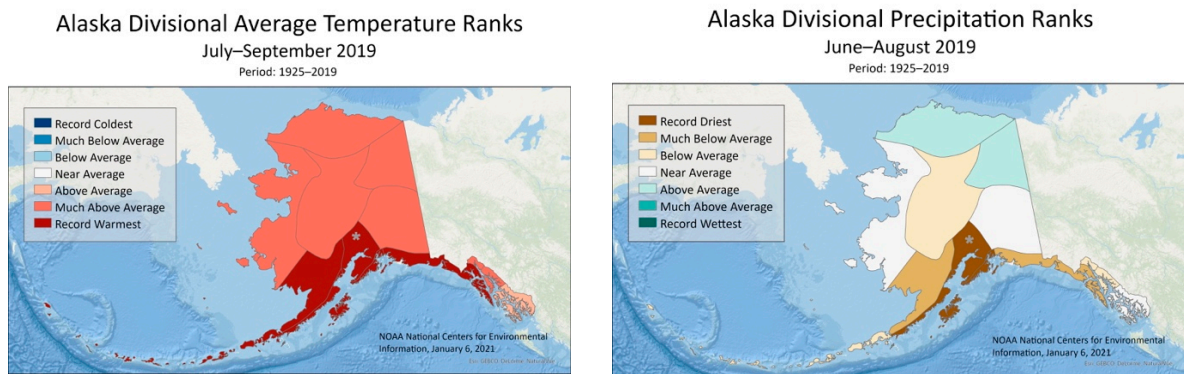 Alaska Divisional Average Temperature Ranks
July–September 2019
Period: 1925–2019
Record Coldest
Much Below Average
Below Average
Near Average
Above Average
Much Above Average
Record Warmest
NOAA National Centers for Environmental
Information, January 6, 2021
Alaska Divisional Precipitation Ranks
June–August 2019
Period: 1925–2019
Record Driest
Much Below Average
Below Average
Near Average
Above Average
Much Above Average
Record Wettest
NOAA National Centers for Environmental
Information, January 6, 2021